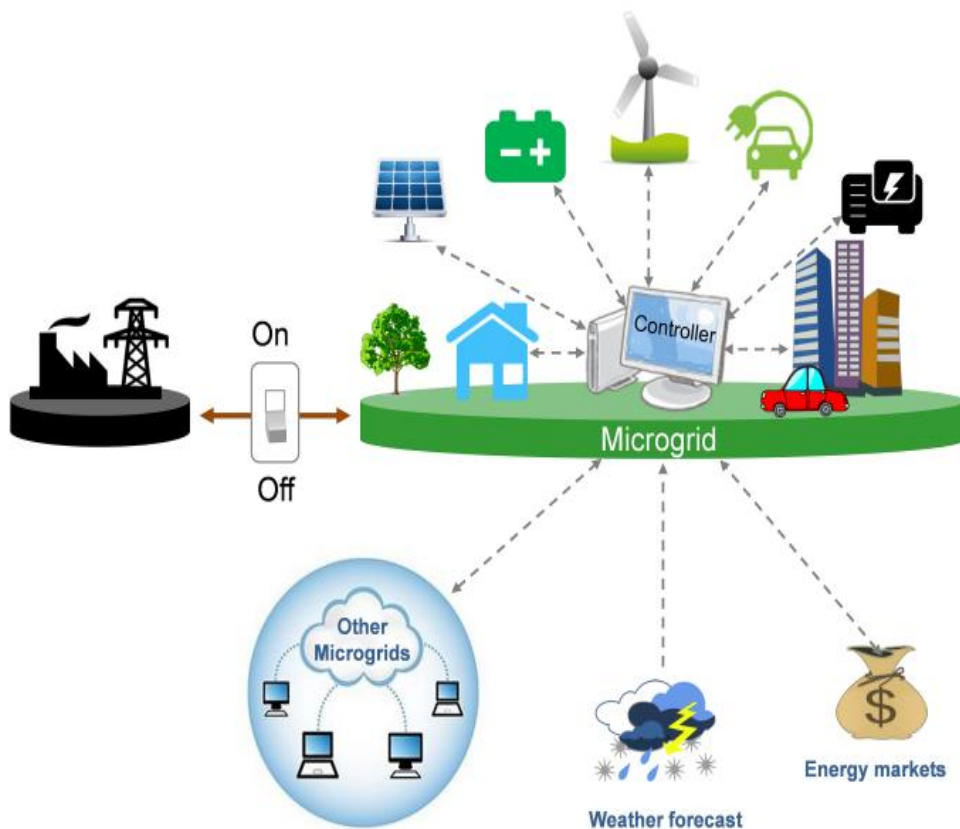 On
Off
Controller
Microgrid
Other
Microgrids
Weather forecast
$
Energy markets